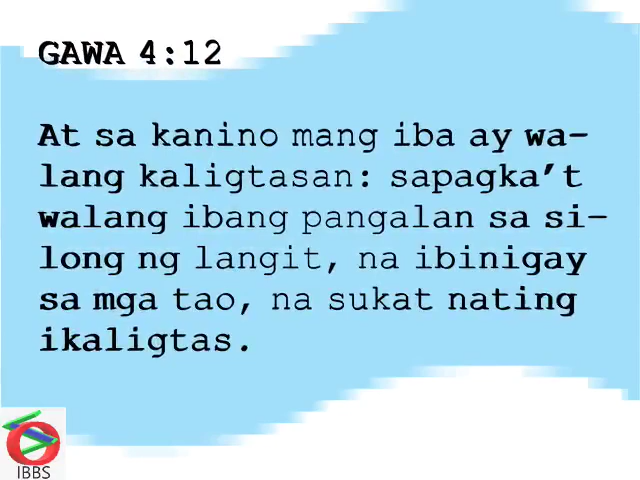 GAWA 4:12
At sa kanino mang iba ay wa-
lang kaligtasan: sapagka't
walang ibang pangalan sa si-
long ng langit, na ibinigay
sa mga tao, na sukat nating
ikaligtas.
IBBS